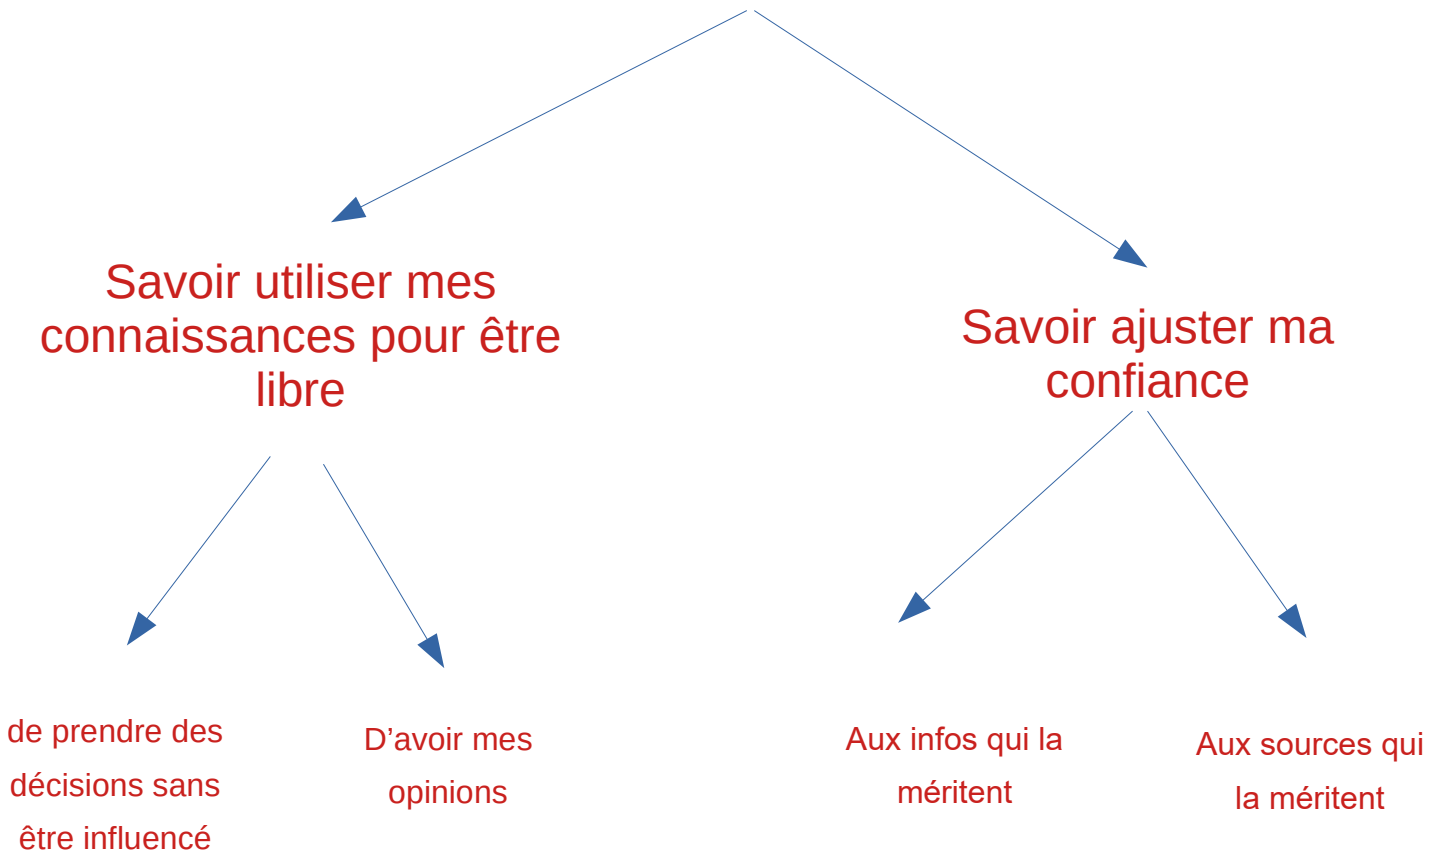 Savoir utiliser mes
connaissances pour être
libre
Savoir ajuster ma
confiance
de prendre des
décisions sans
être influencé
D’avoir mes
opinions
Aux infos qui la
méritent
Aux sources qui
la méritent